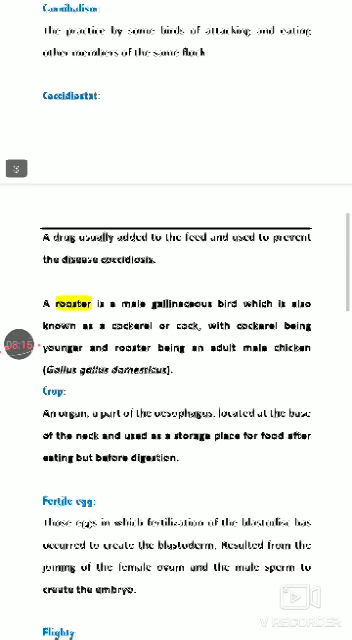 Cannibalism:
The practice by some birds of attacking and eating
other members of the same flock
Coccidiostat:
3
A drug usually added to the feed and used to prevent
the disease coccidiosis.
A rooster is a male gallinaceous bird which is also
known as a cockerel or cock, with cockerel being
younger and rooster being an adult male chicken
(Gallus gallus domesticus).
08:15
Crop:
An organ, a part of the oesophagus, located at the base
of the neck and used as a storage place for food after
eating but before digestion.
Fertile egg:
Those eggs in which fertilization of the blastodisc has
occurred to create the blastoderm. Resulted from the
joining of the female ovum and the male sperm to
create the embryo.
V RECORDER
Flighty